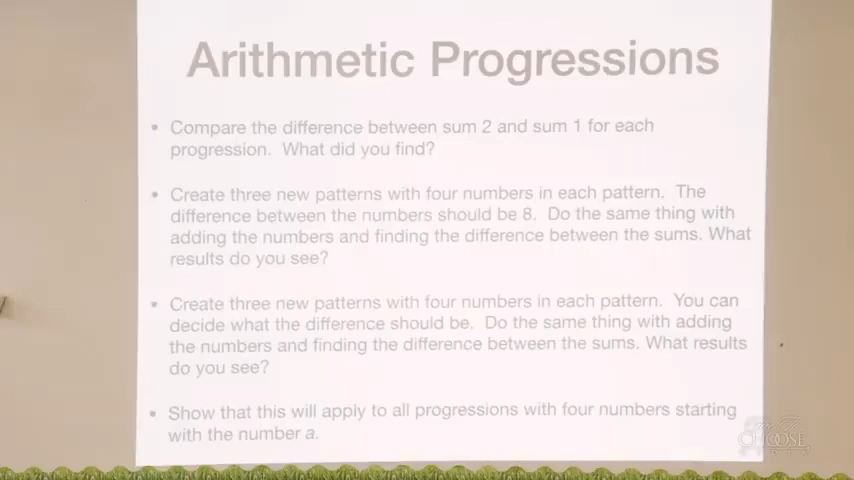 Arithmetic Progressions
• Compare the difference between sum 2 and sum 1 for each
progression. What did you find?
• Create three new patterns with four numbers in each pattern. The
difference between the numbers should be 8. Do the same thing with
adding the numbers and finding the difference between the sums. What
results do you see?
• Create three new patterns with four numbers in each pattern. You can
decide what the difference should be. Do the same thing with adding
the numbers and finding the difference between the sums. What results
do you see?
• Show that this will apply to all progressions with four numbers starting
with the number a.
CHOOSE